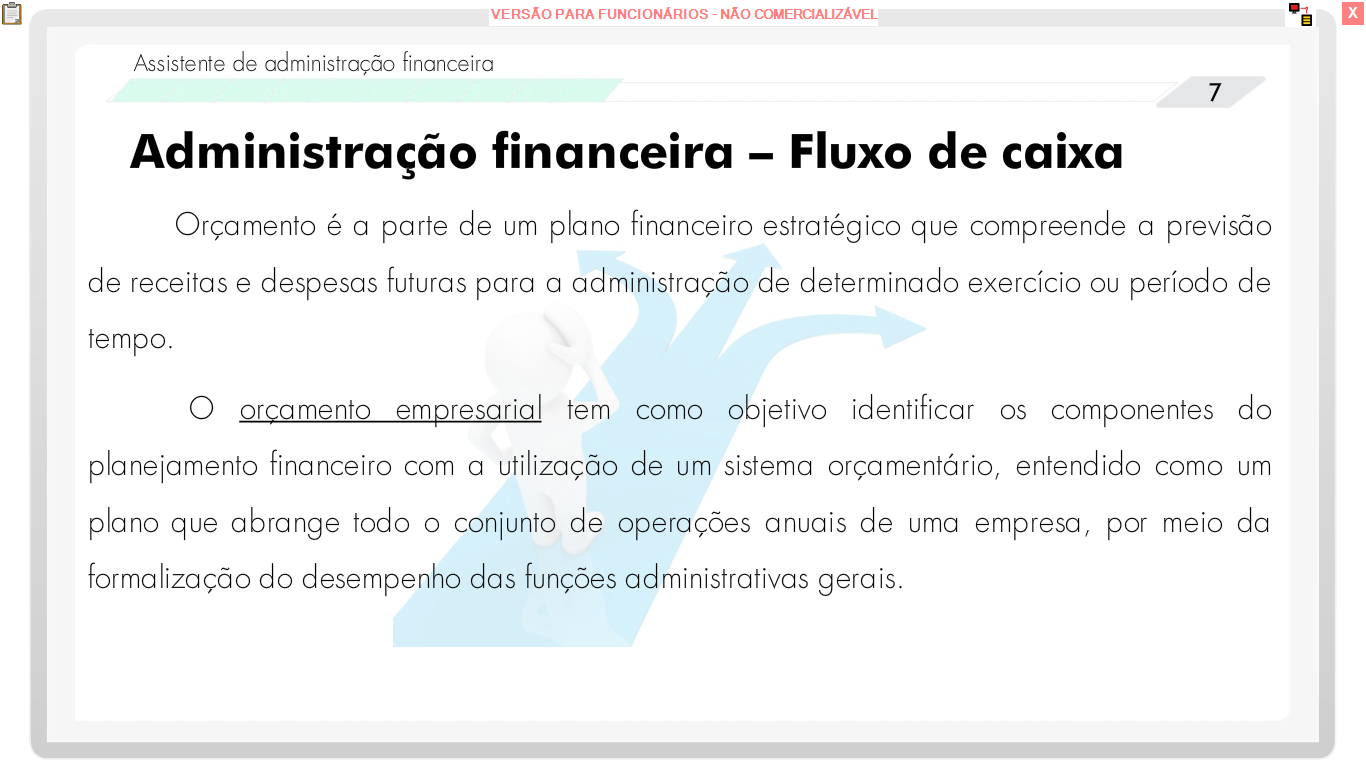 VERSÃO PARA FUNCIONÁRIOS - NÃO COMERCIALIZÁVEL
X
Assistente de administração financeira
7
Administração financeira – Fluxo de caixa
Orçamento é a parte de um plano financeiro estratégico que compreende a previsão
de receitas e despesas futuras para a administração de determinado exercício ou período de
tempo.
O orçamento empresarial tem como objetivo identificar os componentes do
planejamento financeiro com a utilização de um sistema orçamentário, entendido como um
plano que abrange todo o conjunto de operações anuais de uma empresa, por meio da
formalização do desempenho das funções administrativas gerais.